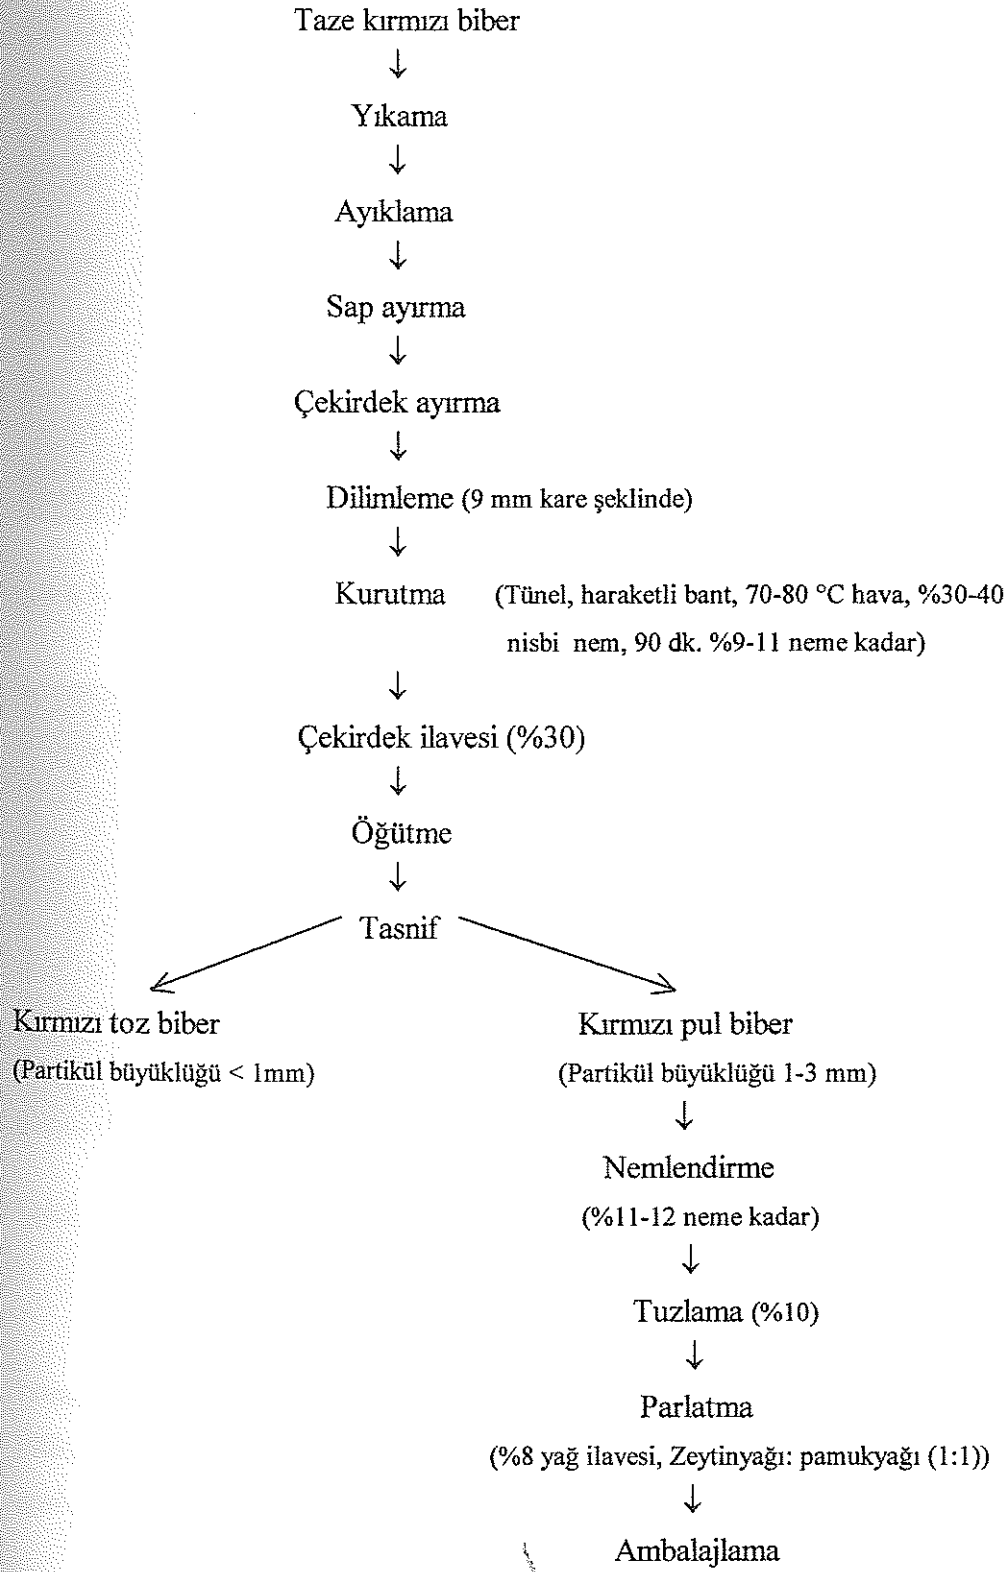 Taze kırmızı biber
↓
Yıkama
↓
Ayıklama
↓
Sap ayırma
↓
Çekirdek ayırma
↓
Dilimleme (9 mm kare şeklinde)
↓
Kurutma (Tünel, haraketli bant, 70-80 °C hava, %30-40
nisbi nem, 90 dk. %9-11 neme kadar)
↓
Çekirdek ilavesi (%30)
↓
Öğütme
↓
Tasnif
Kırmızı toz biber
(Partikül büyüklüğü < 1mm)
Kırmızı pul biber
(Partikül büyüklüğü 1-3 mm)
↓
Nemlendirme
(%11-12 neme kadar)
↓
Tuzlama (%10)
↓
Parlatma
(%8 yağ ilavesi, Zeytinyağı: pamukyağı (1:1))
↓
Ambalajlama